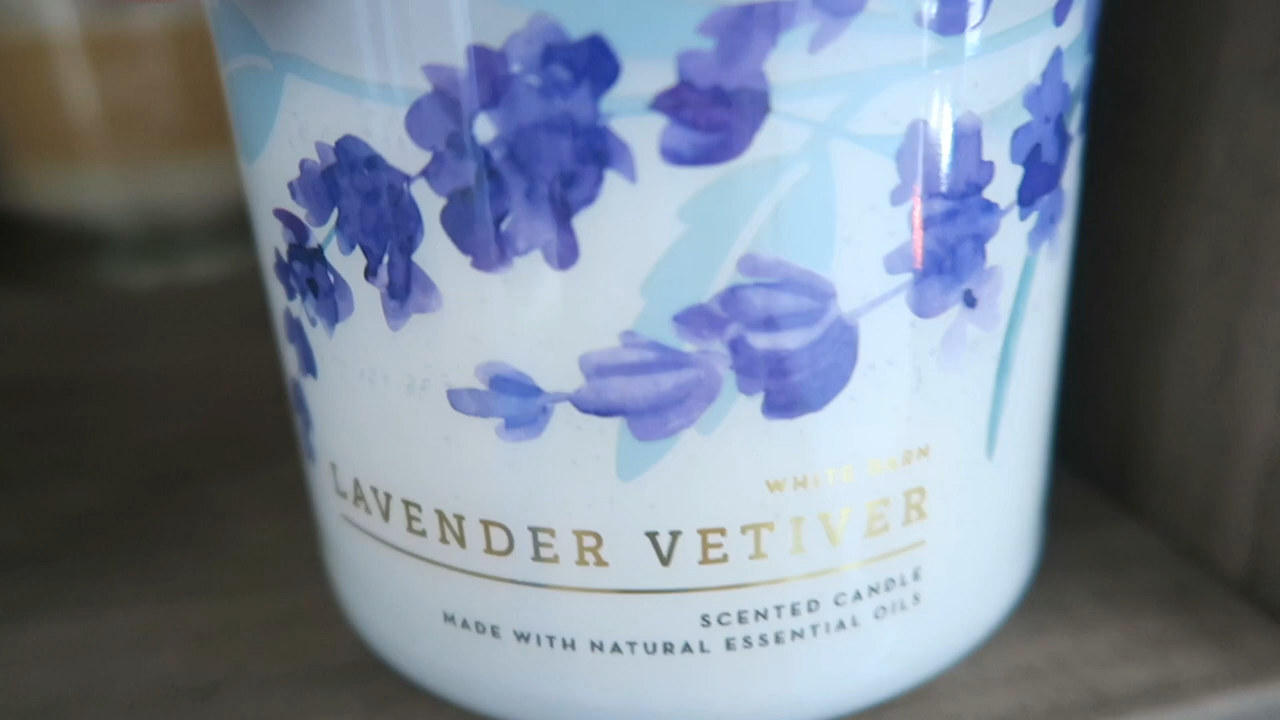 WHITE BARN
LAVENDER VETIVER
SCENTED CANDLE
MADE WITH NATURAL ESSENTIAL OILS